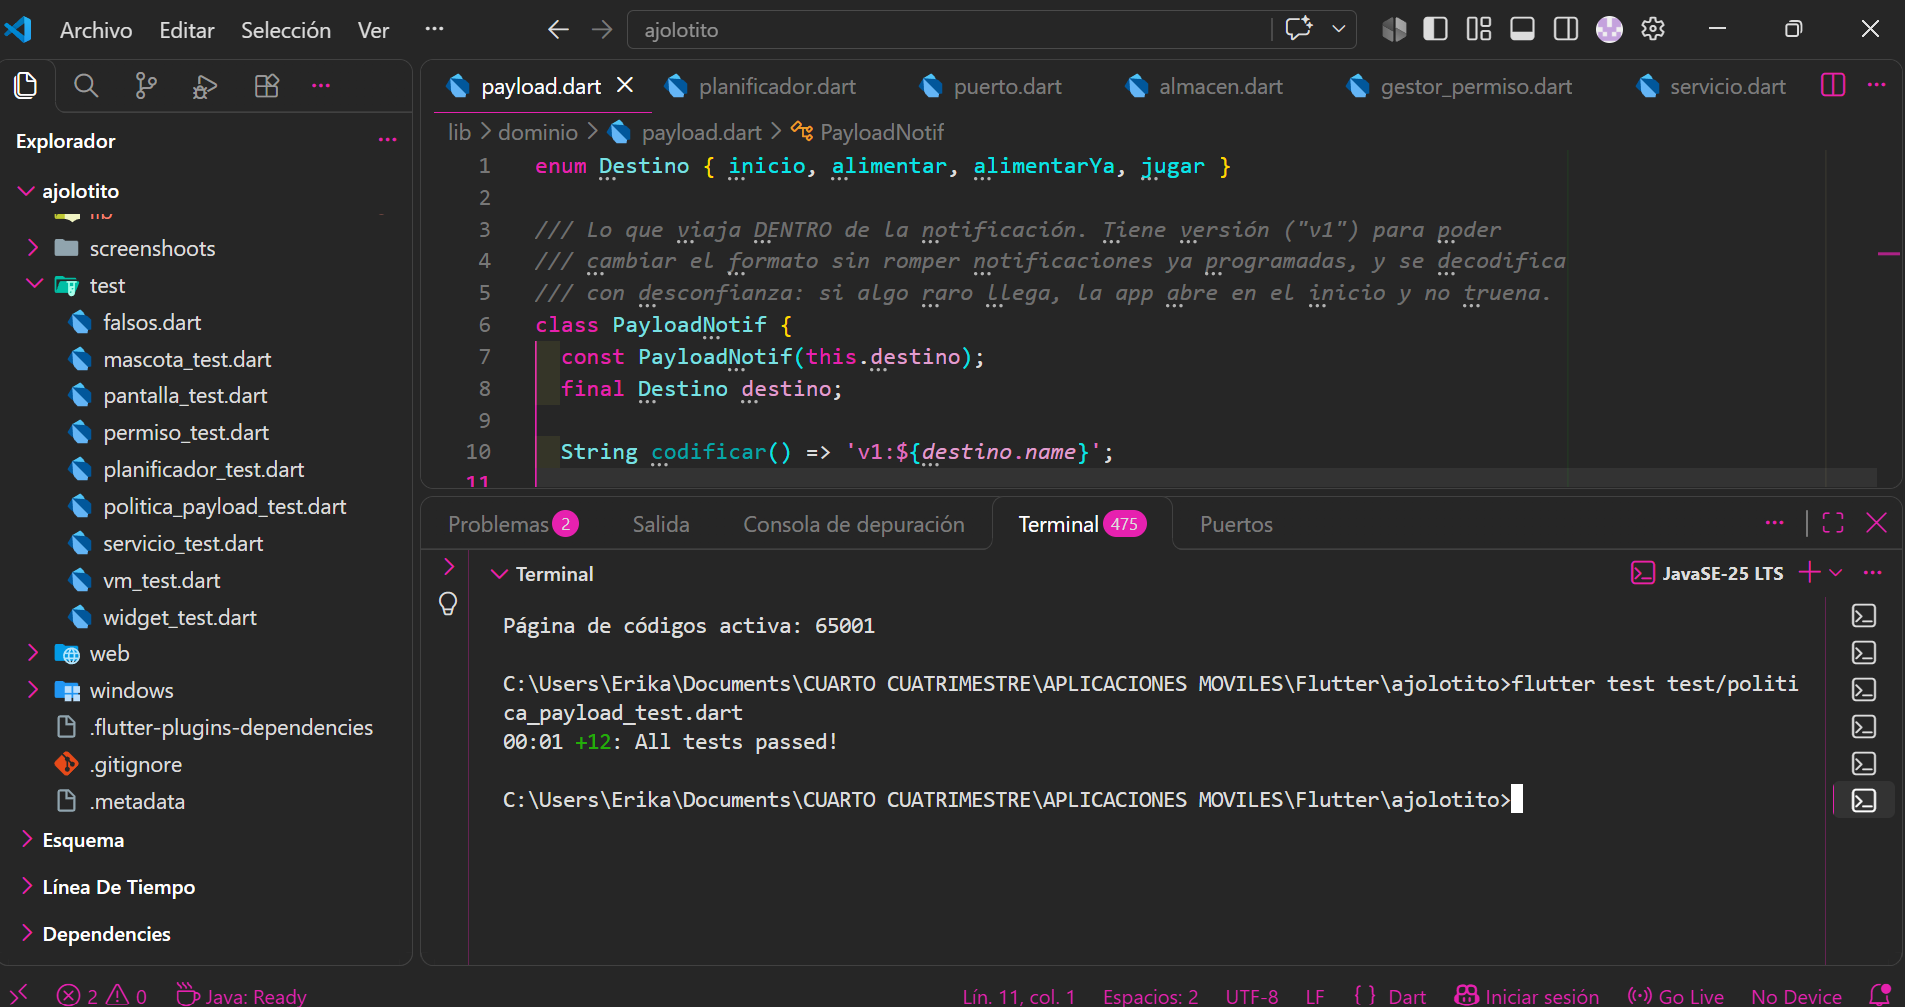 Archivo Editar Selección Ver ··· ajolotito
payload.dart planificador.dart puerto.dart almacen.dart gestor_permiso.dart servicio.dart
Explorador
ajolotito
lib
screenshoots
test
falsos.dart
mascota_test.dart
pantalla_test.dart
permiso_test.dart
planificador_test.dart
politica_payload_test.dart
servicio_test.dart
vm_test.dart
widget_test.dart
web
windows
.flutter-plugins-dependencies
.gitignore
.metadata
Esquema
Línea De Tiempo
Dependencies
lib > dominio > payload.dart > PayloadNotif
1 enum Destino { inicio, alimentar, alimentarYa, jugar }
2
3 /// Lo que viaja DENTRO de la notificación. Tiene versión ("v1") para poder
4 /// cambiar el formato sin romper notificaciones ya programadas, y se decodifica
5 /// con desconfianza: si algo raro llega, la app abre en el inicio y no truena.
6 class PayloadNotif {
7 const PayloadNotif(this.destino);
8 final Destino destino;
9
10 String codificar() => 'v1:${destino.name}';
11
Problemas 2 Salida Consola de depuración Terminal 475 Puertos
Terminal JavaSE-25 LTS
Página de códigos activa: 65001
C:\Users\Erika\Documents\CUARTO CUATRIMESTRE\APLICACIONES MOVILES\Flutter\ajolotito>flutter test test/politi
ca_payload_test.dart
00:01 +12: All tests passed!
C:\Users\Erika\Documents\CUARTO CUATRIMESTRE\APLICACIONES MOVILES\Flutter\ajolotito>
2 0 Java: Ready Lín. 11, col. 1 Espacios: 2 UTF-8 LF { } Dart Iniciar sesión Go Live No Device